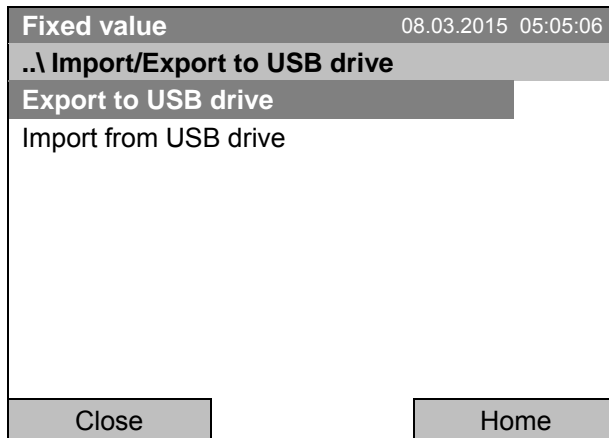 Fixed value 08.03.2015 05:05:06
..\ Import/Export to USB drive
Export to USB drive
Import from USB drive
Close Home